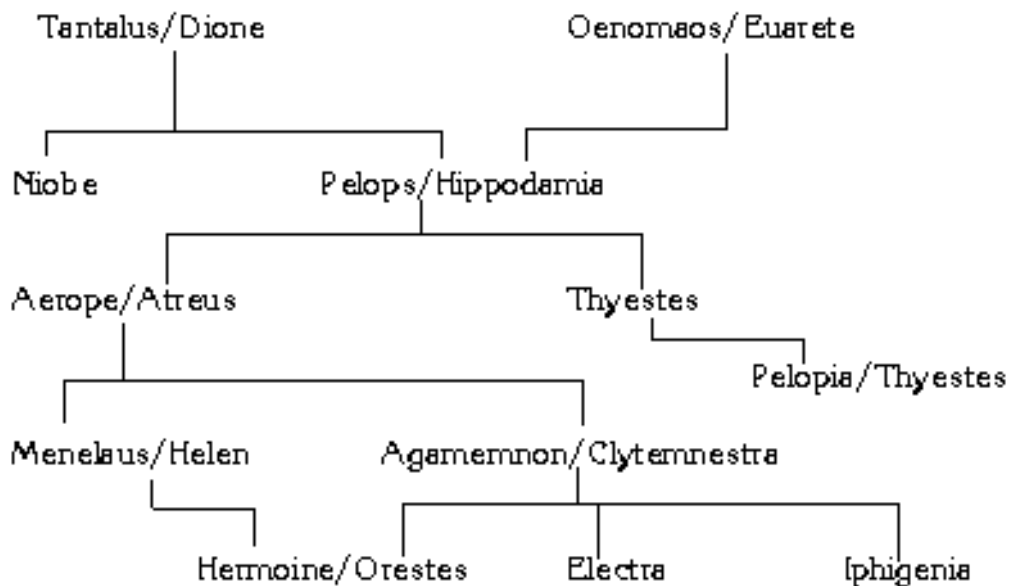 Tantalus/Dione Oenomaos/Euarete
Niobe Pelops/Hippodamia
Aerope/Atreus Thyestes
Pelopia/Thyestes
Menelaus/Helen Agamemnon/Clytemnestra
Hermoine/Orestes Electra Iphigenia